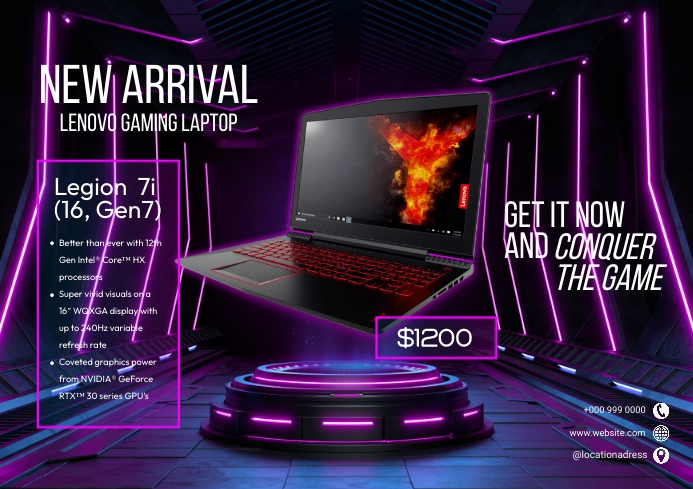 NEW ARRIVAL
LENOVO GAMING LAPTOP
Legion 7i
(16, Gen7)
Better than ever with 12th
Gen Intel® Core™ HX
processors
Super vivid visuals on a
16" WQXGA display with
up to 240Hz variable
refresh rate
Coveted graphics power
from NVIDIA® GeForce
RTX™ 30 series GPU's
Lenovo
Lenovo
GET IT NOW
AND CONQUER
THE GAME
$1200
+000 999 0000
www.website.com
@locationadress